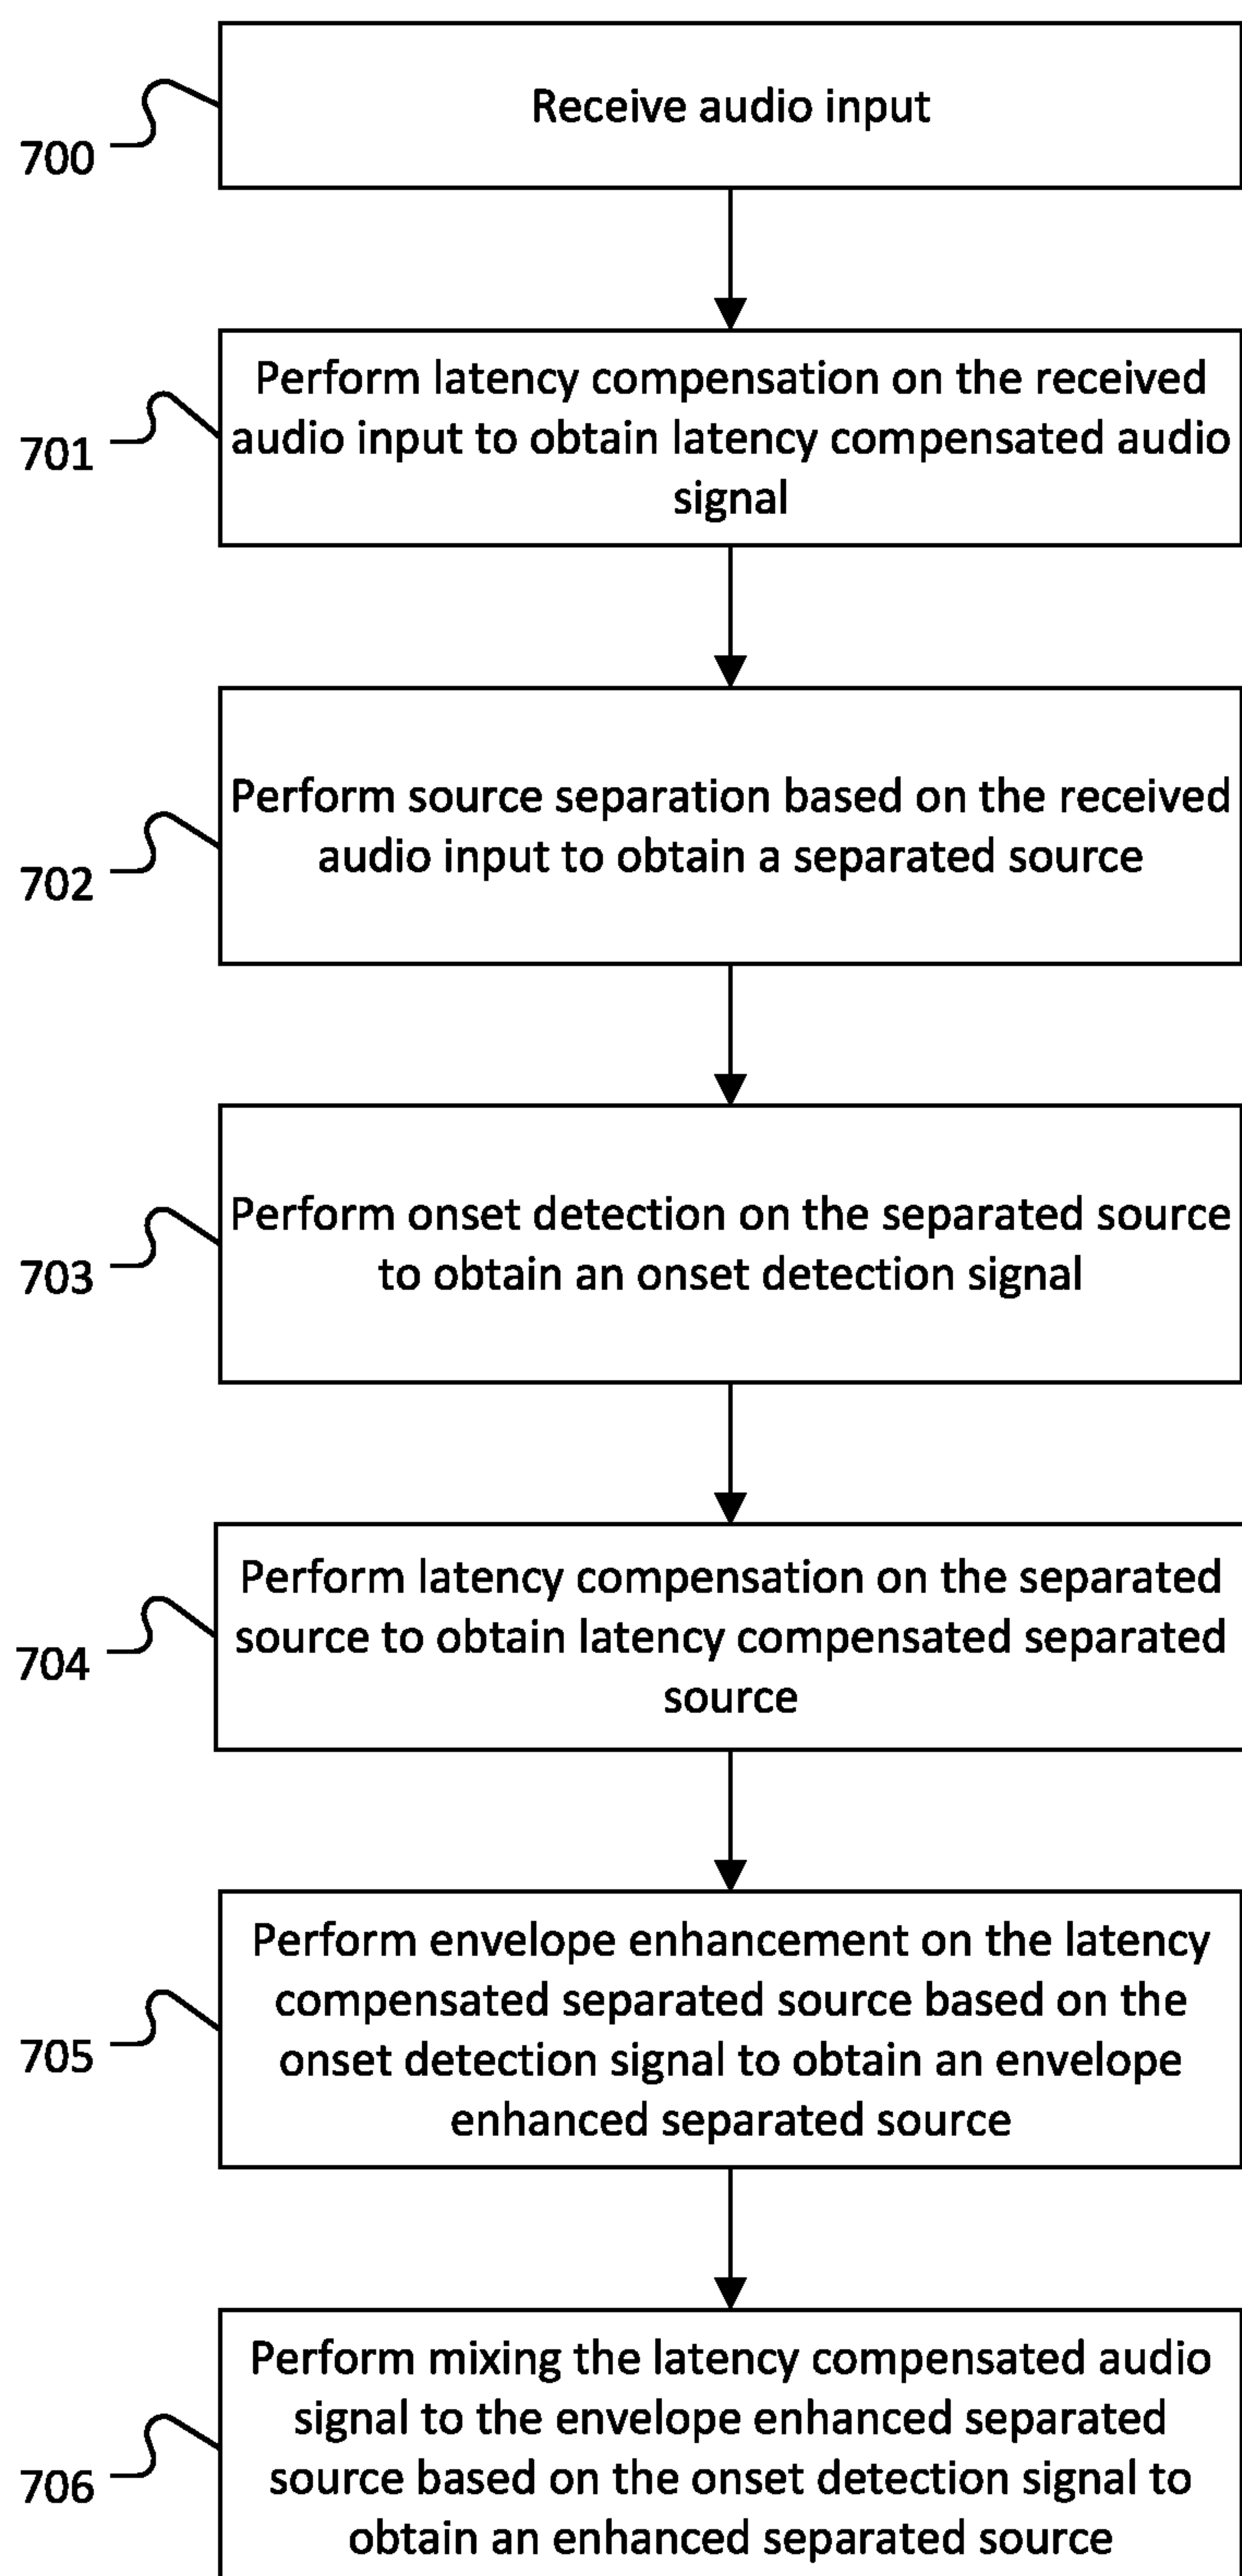 Receive audio input
700
Perform latency compensation on the received
audio input to obtain latency compensated audio
signal
701
Perform source separation based on the received
audio input to obtain a separated source
702
Perform onset detection on the separated source
to obtain an onset detection signal
703
Perform latency compensation on the separated
source to obtain latency compensated separated
source
704
Perform envelope enhancement on the latency
compensated separated source based on the
onset detection signal to obtain an envelope
enhanced separated source
705
Perform mixing the latency compensated audio
signal to the envelope enhanced separated
source based on the onset detection signal to
obtain an enhanced separated source
706